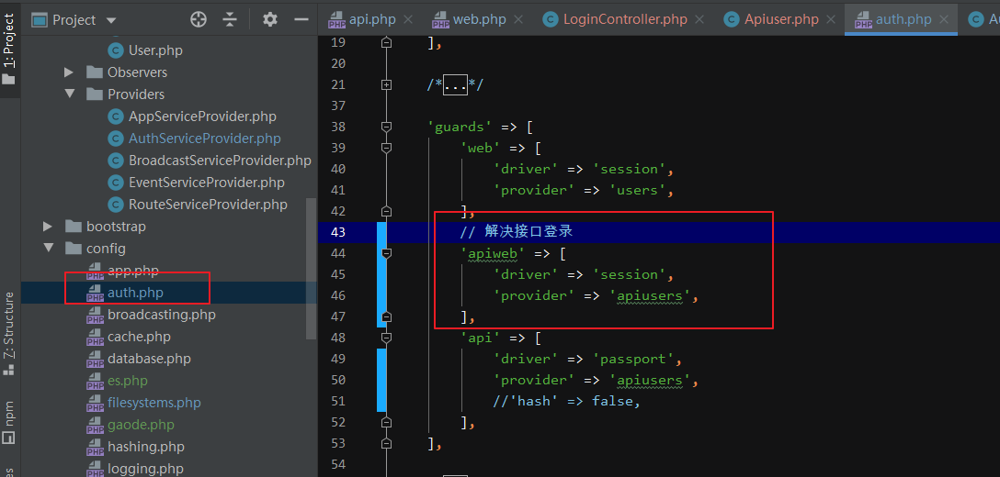 1: Project
Z: Structure
npm
Project
User.php
Observers
Providers
AppServiceProvider.php
AuthServiceProvider.php
BroadcastServiceProvider.php
EventServiceProvider.php
RouteServiceProvider.php
bootstrap
config
app.php
auth.php
broadcasting.php
cache.php
database.php
es.php
filesystems.php
gaode.php
hashing.php
logging.php
api.php web.php LoginController.php Apiuser.php auth.php
19 ],
20
21 /*...*/
37
38 'guards' => [
39 'web' => [
40 'driver' => 'session',
41 'provider' => 'users',
42 ],
43 // 解决接口登录
44 'apiweb' => [
45 'driver' => 'session',
46 'provider' => 'apiusers',
47 ],
48 'api' => [
49 'driver' => 'passport',
50 'provider' => 'apiusers',
51 //'hash' => false,
52 ],
53 ],
54